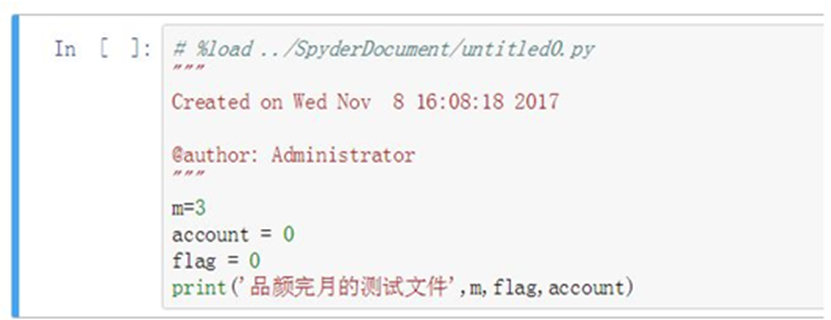 In [ ]: # %load ../SpyderDocument/untitled0.py
"""
Created on Wed Nov  8 16:08:18 2017

@author: Administrator
"""
m=3
account = 0
flag = 0
print('品颜完月的测试文件',m,flag,account)